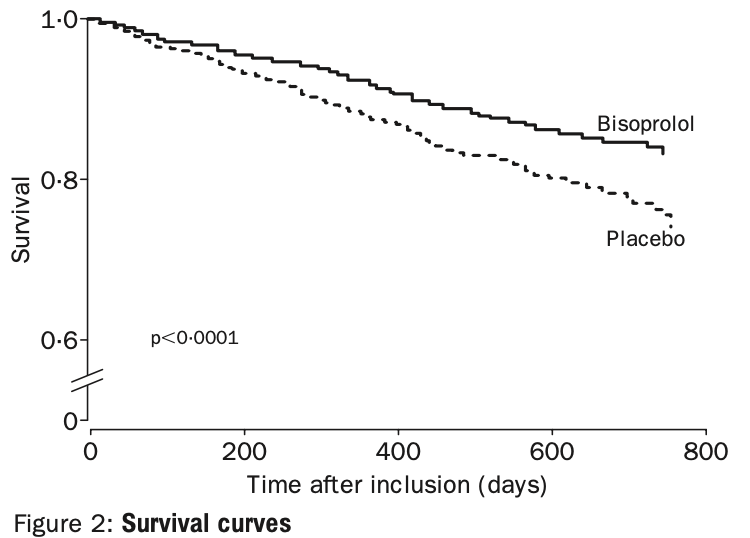 1·0
0·8
0·6
0
Survival
Bisoprolol
Placebo
p<0·0001
0 200 400 600 800
Time after inclusion (days)
Figure 2: Survival curves